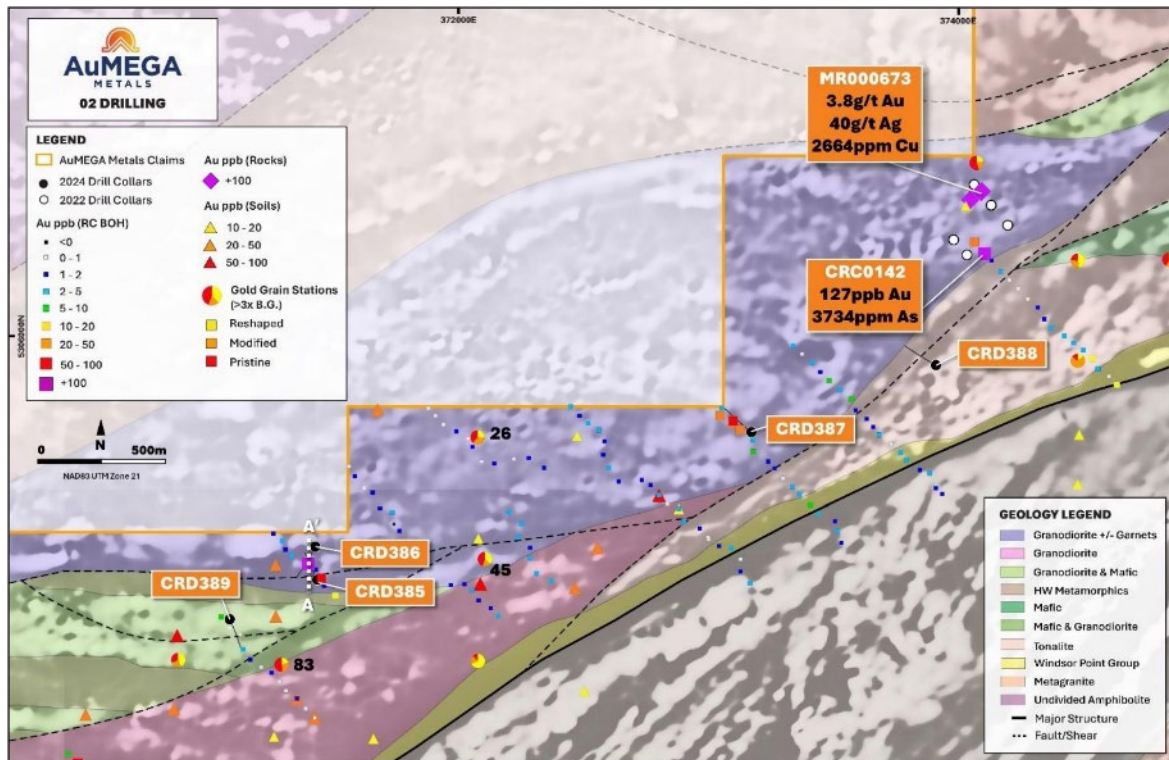 AuMEGA
METALS
02 DRILLING
372000E
374000E
5306000N
LEGEND
AuMEGA Metals Claims
2024 Drill Collars
2022 Drill Collars
Au ppb (RC BOH)
<0
0 - 1
1 - 2
2 - 5
5 - 10
10 - 20
20 - 50
50 - 100
+100
Au ppb (Rocks)
+100
Au ppb (Soils)
10 - 20
20 - 50
50 - 100
Gold Grain Stations
(>3x B.G.)
Reshaped
Modified
Pristine
N
0 500m
NAD83 UTM Zone 21
MR000673
3.8g/t Au
40g/t Ag
2664ppm Cu
CRC0142
127ppb Au
3734ppm As
CRD388
CRD387
26
A'
CRD386
45
CRD389
CRD385
A
83
GEOLOGY LEGEND
Granodiorite +/- Garnets
Granodiorite
Granodiorite & Mafic
HW Metamorphics
Mafic
Mafic & Granodiorite
Tonalite
Windsor Point Group
Metagranite
Undivided Amphibolite
Major Structure
Fault/Shear